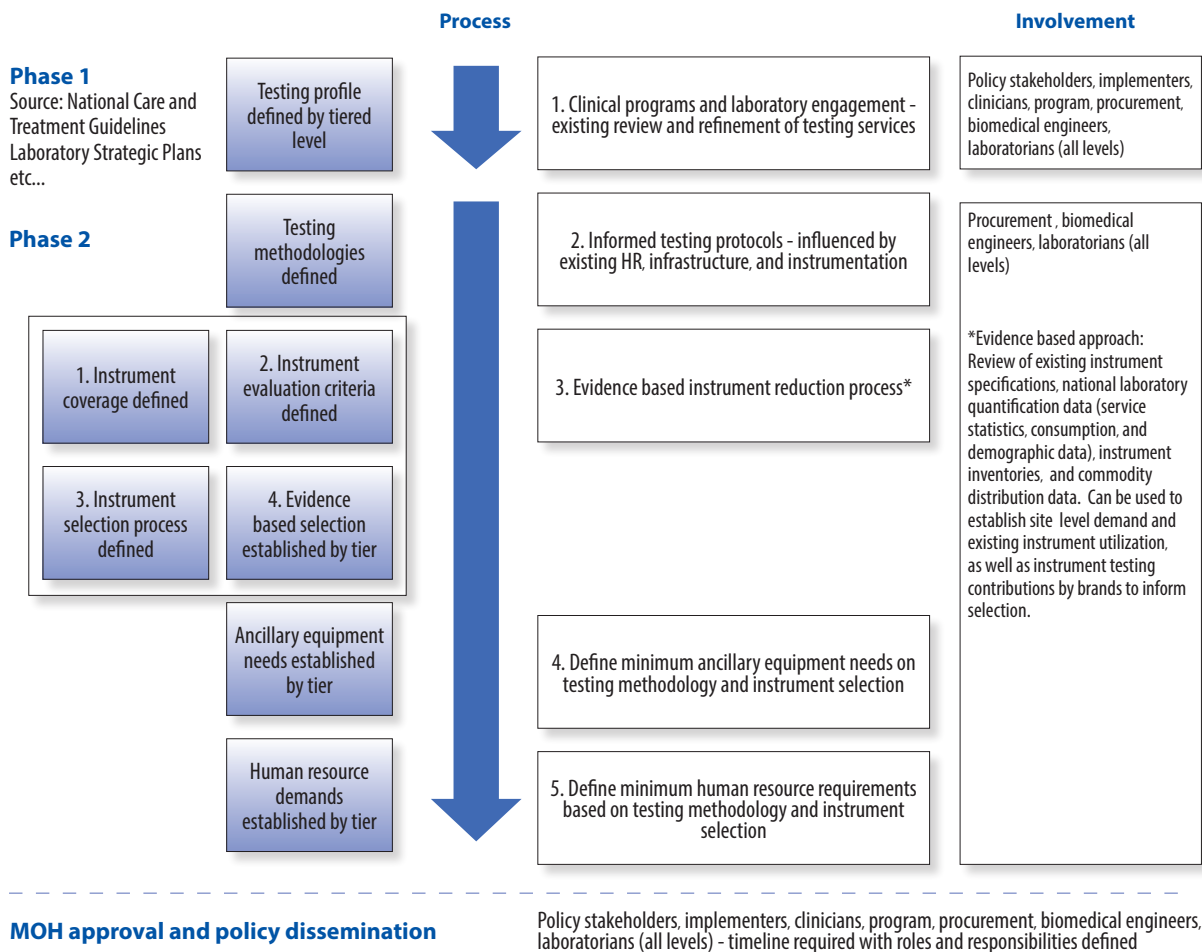 Process
Involvement
Phase 1
Source: National Care and
Treatment Guidelines
Laboratory Strategic Plans
etc...
Testing profile
defined by tiered
level
1. Clinical programs and laboratory engagement -
existing review and refinement of testing services
Policy stakeholders, implementers,
clinicians, program, procurement,
biomedical engineers,
laboratorians (all levels)
Phase 2
Testing
methodologies
defined
2. Informed testing protocols - influenced by
existing HR, infrastructure, and instrumentation
Procurement , biomedical
engineers, laboratorians (all
levels)
1. Instrument
coverage defined
2. Instrument
evaluation criteria
defined
3. Instrument
selection process
defined
4. Evidence
based selection
established by tier
3. Evidence based instrument reduction process*
*Evidence based approach:
Review of existing instrument
specifications, national laboratory
quantification data (service
statistics, consumption, and
demographic data), instrument
inventories, and commodity
distribution data. Can be used to
establish site level demand and
existing instrument utilization,
as well as instrument testing
contributions by brands to inform
selection.
Ancillary equipment
needs established
by tier
4. Define minimum ancillary equipment needs on
testing methodology and instrument selection
Human resource
demands
established by tier
5. Define minimum human resource requirements
based on testing methodology and instrument
selection
MOH approval and policy dissemination
Policy stakeholders, implementers, clinicians, program, procurement, biomedical engineers,
laboratorians (all levels) - timeline required with roles and responsibilities defined